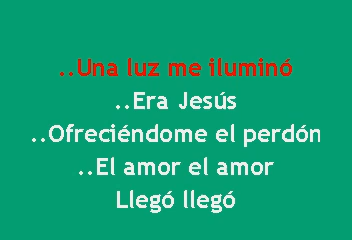 ..Una luz me iluminó
..Era Jesús
..Ofreciéndome el perdón
..El amor el amor
Llegó llegó